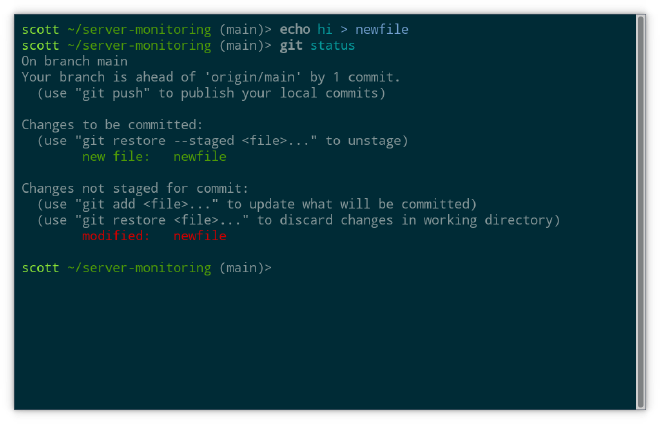 scott ~/server-monitoring (main)> echo hi > newfile
scott ~/server-monitoring (main)> git status
On branch main
Your branch is ahead of 'origin/main' by 1 commit.
  (use "git push" to publish your local commits)

Changes to be committed:
  (use "git restore --staged <file>..." to unstage)
        new file:   newfile

Changes not staged for commit:
  (use "git add <file>..." to update what will be committed)
  (use "git restore <file>..." to discard changes in working directory)
        modified:   newfile

scott ~/server-monitoring (main)>